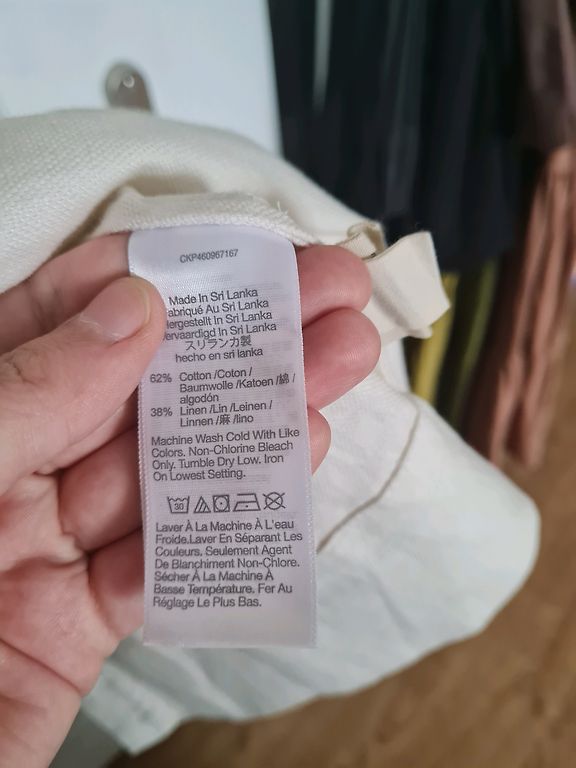 CKP460967167
Made In Sri Lanka
Fabriqué Au Sri Lanka
Hergestellt In Sri Lanka
Vervaardigd In Sri Lanka
スリランカ製
hecho en sri lanka
62% Cotton /Coton /
Baumwolle /Katoen /綿 /
algodón
38% Linen /Lin /Leinen /
Linnen /麻 /lino
Machine Wash Cold With Like
Colors. Non-Chlorine Bleach
Only. Tumble Dry Low. Iron
On Lowest Setting.
30
Laver À La Machine À L'eau
Froide.Laver En Séparant Les
Couleurs. Seulement Agent
De Blanchiment Non-Chlore.
Sécher À La Machine À
Basse Température. Fer Au
Réglage Le Plus Bas.